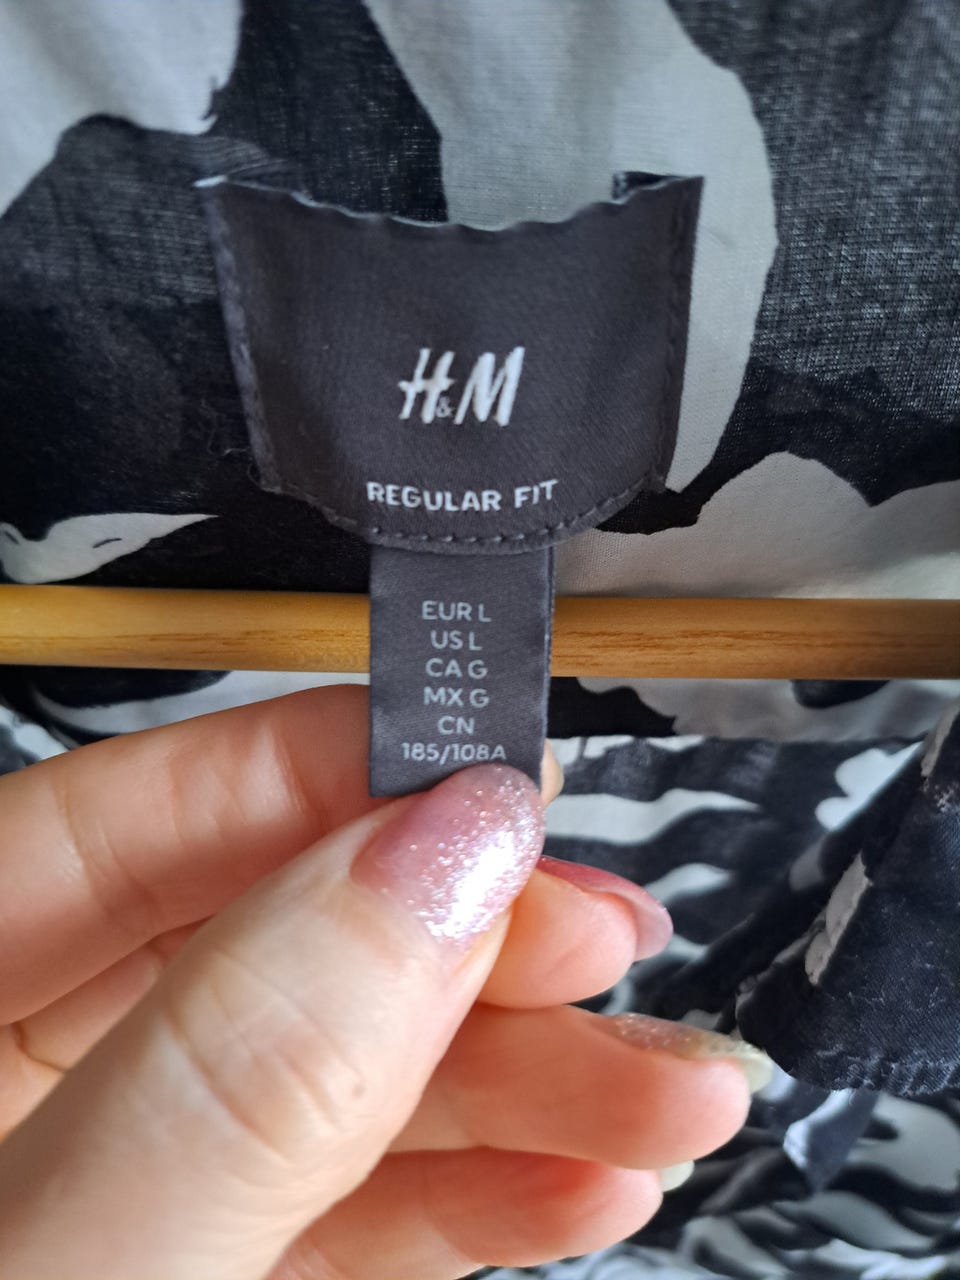 H&M
REGULAR FIT
EUR L
US L
CA G
MX G
CN
185/108A